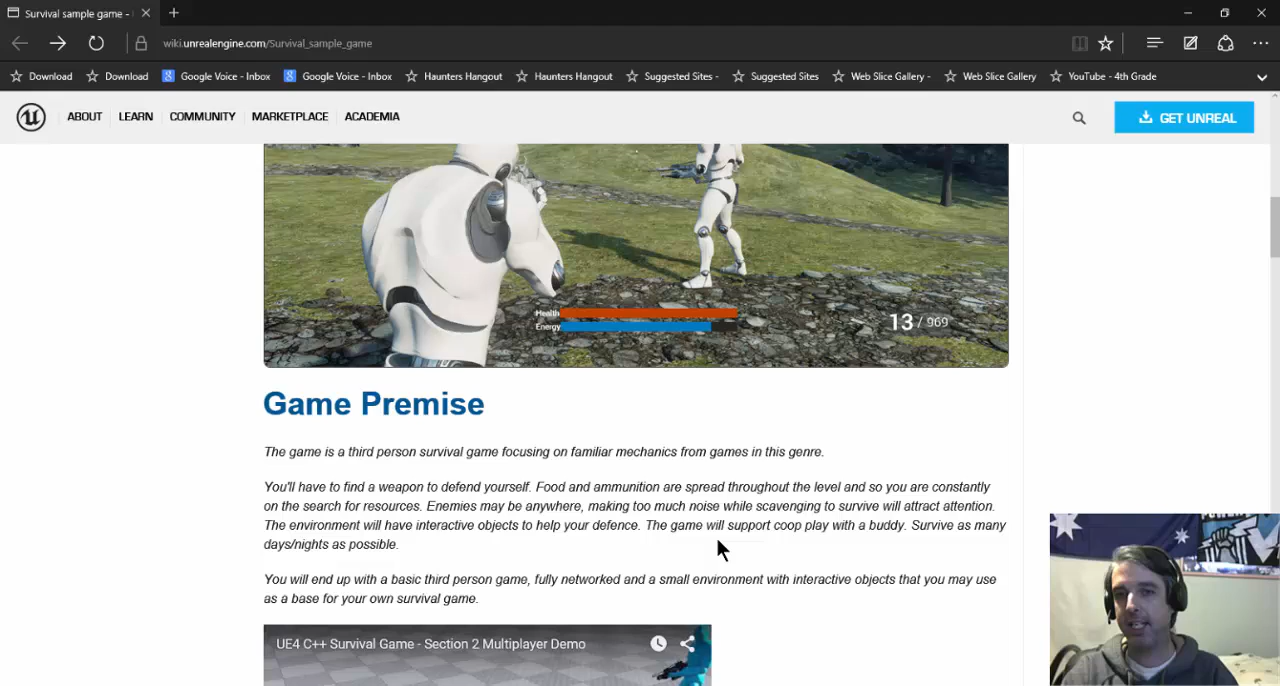 Survival sample game -
wiki.unrealengine.com/Survival_sample_game
Download Download Google Voice - Inbox Google Voice - Inbox Haunters Hangout Haunters Hangout Suggested Sites - Suggested Sites Web Slice Gallery - Web Slice Gallery YouTube - 4th Grade
ABOUT LEARN COMMUNITY MARKETPLACE ACADEMIA GET UNREAL
Health
Energy
13 / 969
Game Premise
The game is a third person survival game focusing on familiar mechanics from games in this genre.
You'll have to find a weapon to defend yourself. Food and ammunition are spread throughout the level and so you are constantly
on the search for resources. Enemies may be anywhere, making too much noise while scavenging to survive will attract attention.
The environment will have interactive objects to help your defence. The game will support coop play with a buddy. Survive as many
days/nights as possible.
You will end up with a basic third person game, fully networked and a small environment with interactive objects that you may use
as a base for your own survival game.
UE4 C++ Survival Game - Section 2 Multiplayer Demo